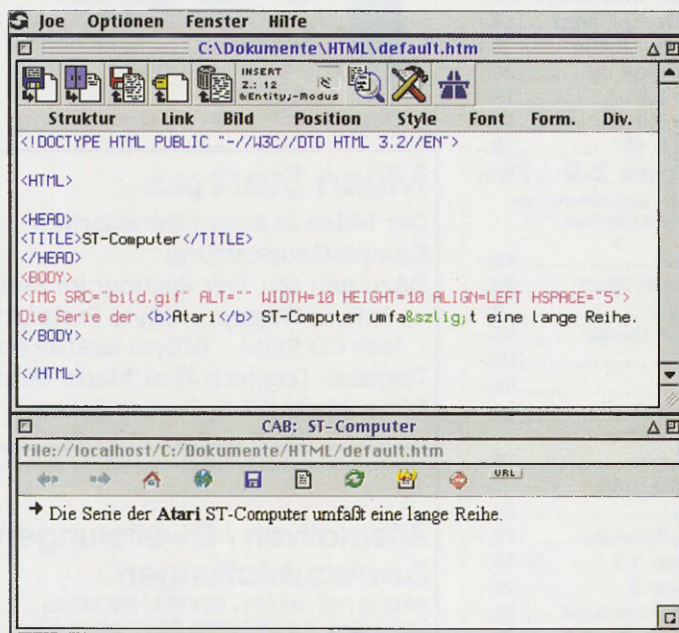 Joe Optionen Fenster Hilfe
C:\Dokumente\HTML\default.htm
INSERT
Z.: 12
&Entity;-Modus
Struktur Link Bild Position Style Font Form. Div.
<!DOCTYPE HTML PUBLIC "-//W3C//DTD HTML 3.2//EN">
<HTML>
<HEAD>
<TITLE>ST-Computer</TITLE>
</HEAD>
<BODY>
<IMG SRC="bild.gif" ALT="" WIDTH=10 HEIGHT=10 ALIGN=LEFT HSPACE="5">
Die Serie der <b>Atari</b> ST-Computer umfa&szlig;t eine lange Reihe.
</BODY>
</HTML>
CAB: ST-Computer
file://localhost/C:/Dokumente/HTML/default.htm
URL
Die Serie der Atari ST-Computer umfaßt eine lange Reihe.